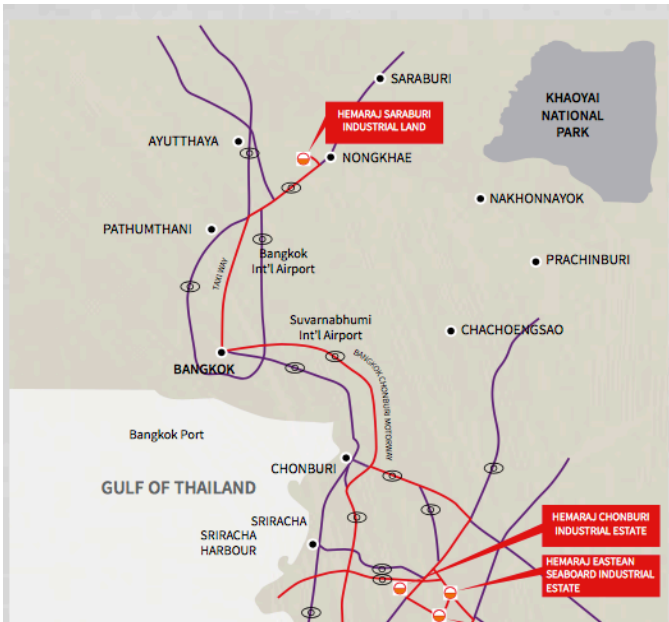 SARABURI
HEMARAJ SARABURI
INDUSTRIAL LAND
KHAOYAI
NATIONAL
PARK
AYUTTHAYA
NONGKHAE
NAKHONNAYOK
PATHUMTHANI
Bangkok
Int'l Airport
PRACHINBURI
TAXI WAY
Suvarnabhumi
Int'l Airport
CHACHOENGSAO
BANGKOK
BANGKOK CHONBURI MOTORWAY
Bangkok Port
CHONBURI
GULF OF THAILAND
SRIRACHA
SRIRACHA
HARBOUR
HEMARAJ CHONBURI
INDUSTRIAL ESTATE
HEMARAJ EASTEAN
SEABOARD INDUSTRIAL
ESTATE